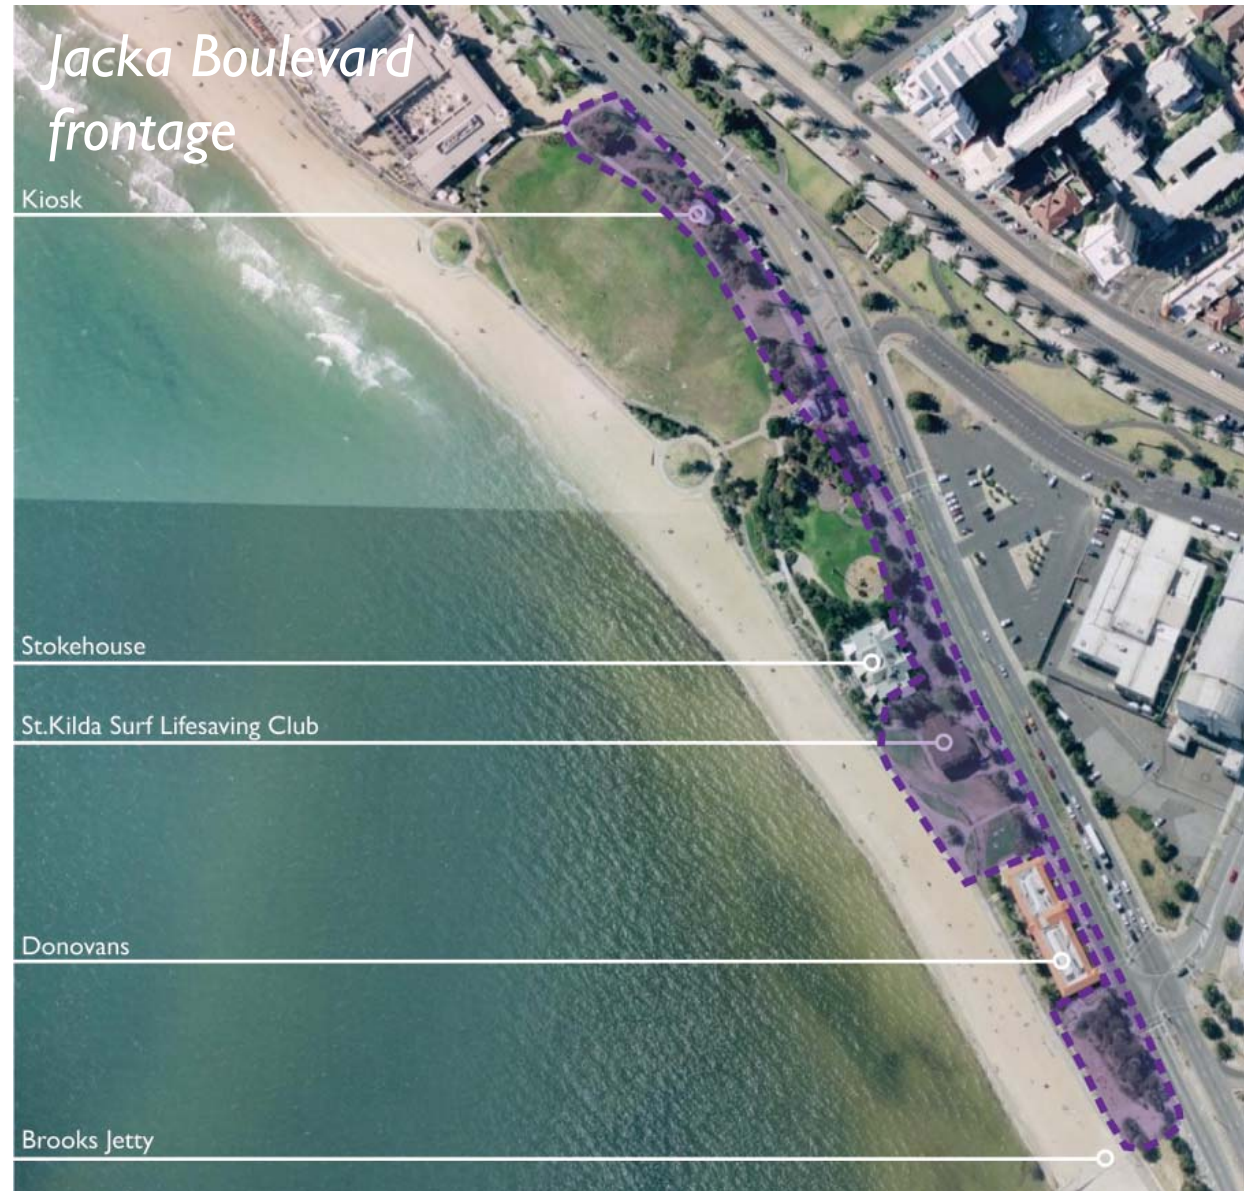 Jacka Boulevard
frontage
Kiosk
Stokehouse
St.Kilda Surf Lifesaving Club
Donovans
Brooks Jetty